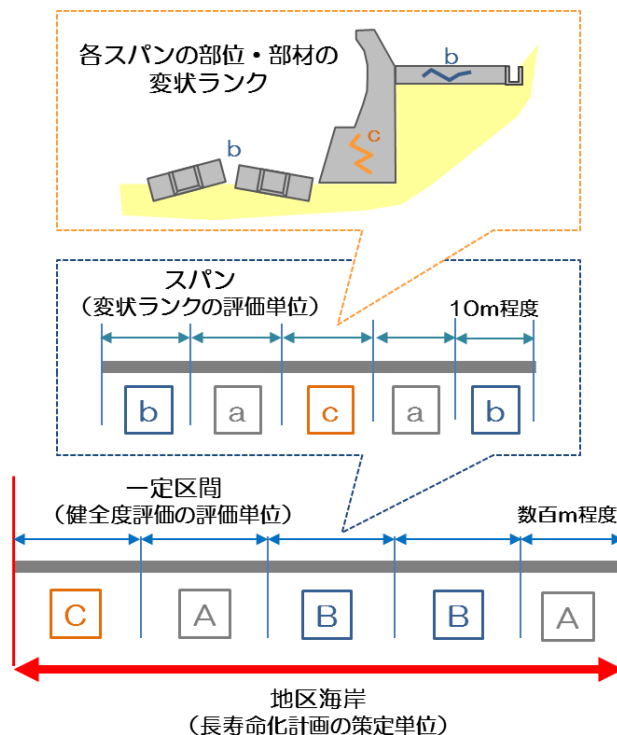 各スパンの部位・部材の
変状ランク
b
c
b
スパン
（変状ランクの評価単位）
10m程度
b
a
c
a
b
一定区間
（健全度評価の評価単位）
数百m程度
C
A
B
B
A
地区海岸
（長寿命化計画の策定単位）